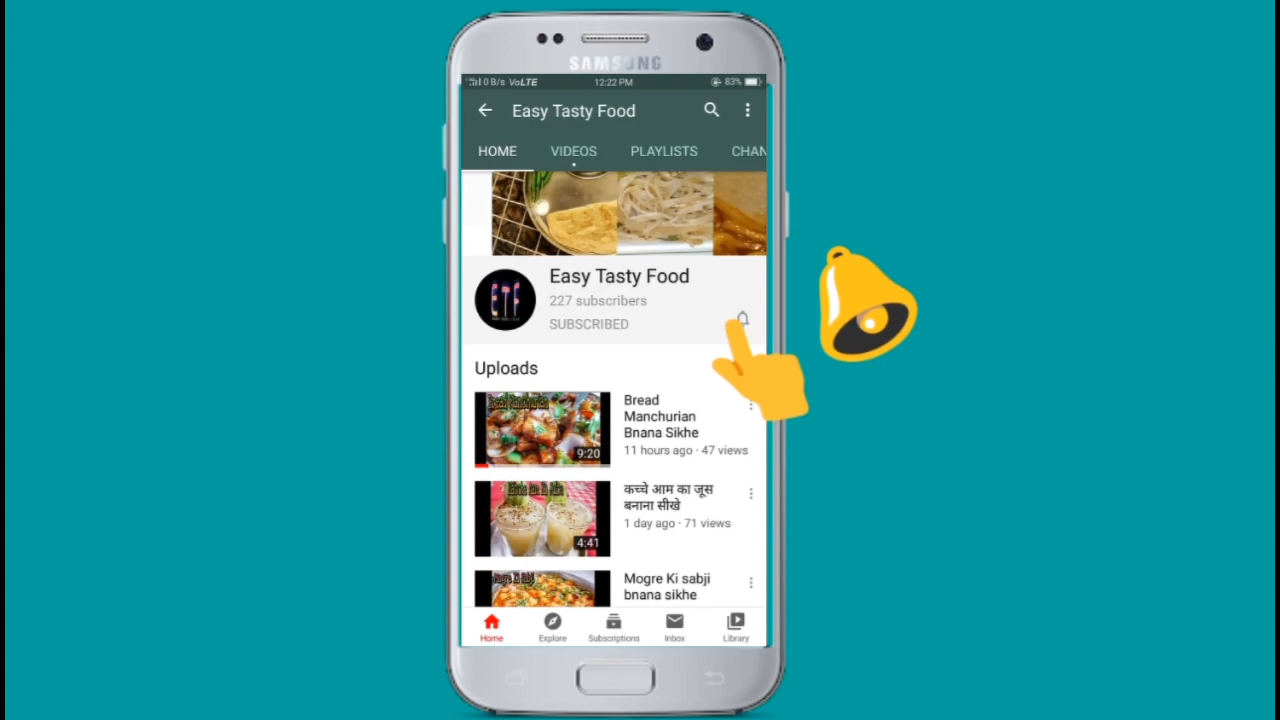 SAMSUNG
0 B/s VoLTE 12:22 PM 83%
Easy Tasty Food
HOME VIDEOS PLAYLISTS CHAN
Easy Tasty Food
227 subscribers
SUBSCRIBED
Uploads
Bread
Manchurian
Bnana Sikhe
11 hours ago · 47 views
9:20
कच्चे आम का जूस
बनाना सीखे
1 day ago · 71 views
4:41
Mogre Ki sabji
bnana sikhe
Home Explore Subscriptions Inbox Library